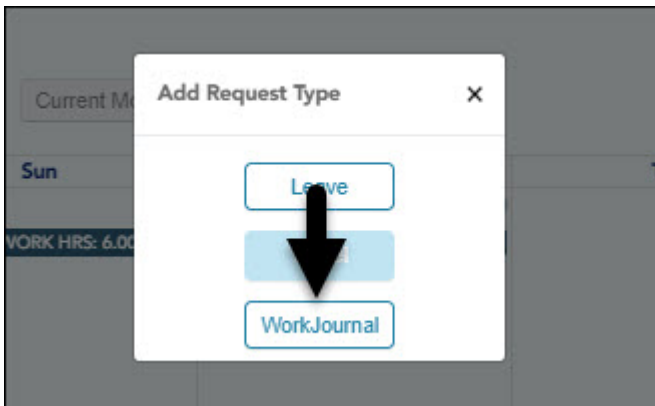 Add Request Type ×
Current Mo
Sun
Leave
WORK HRS: 6.00
WorkJournal